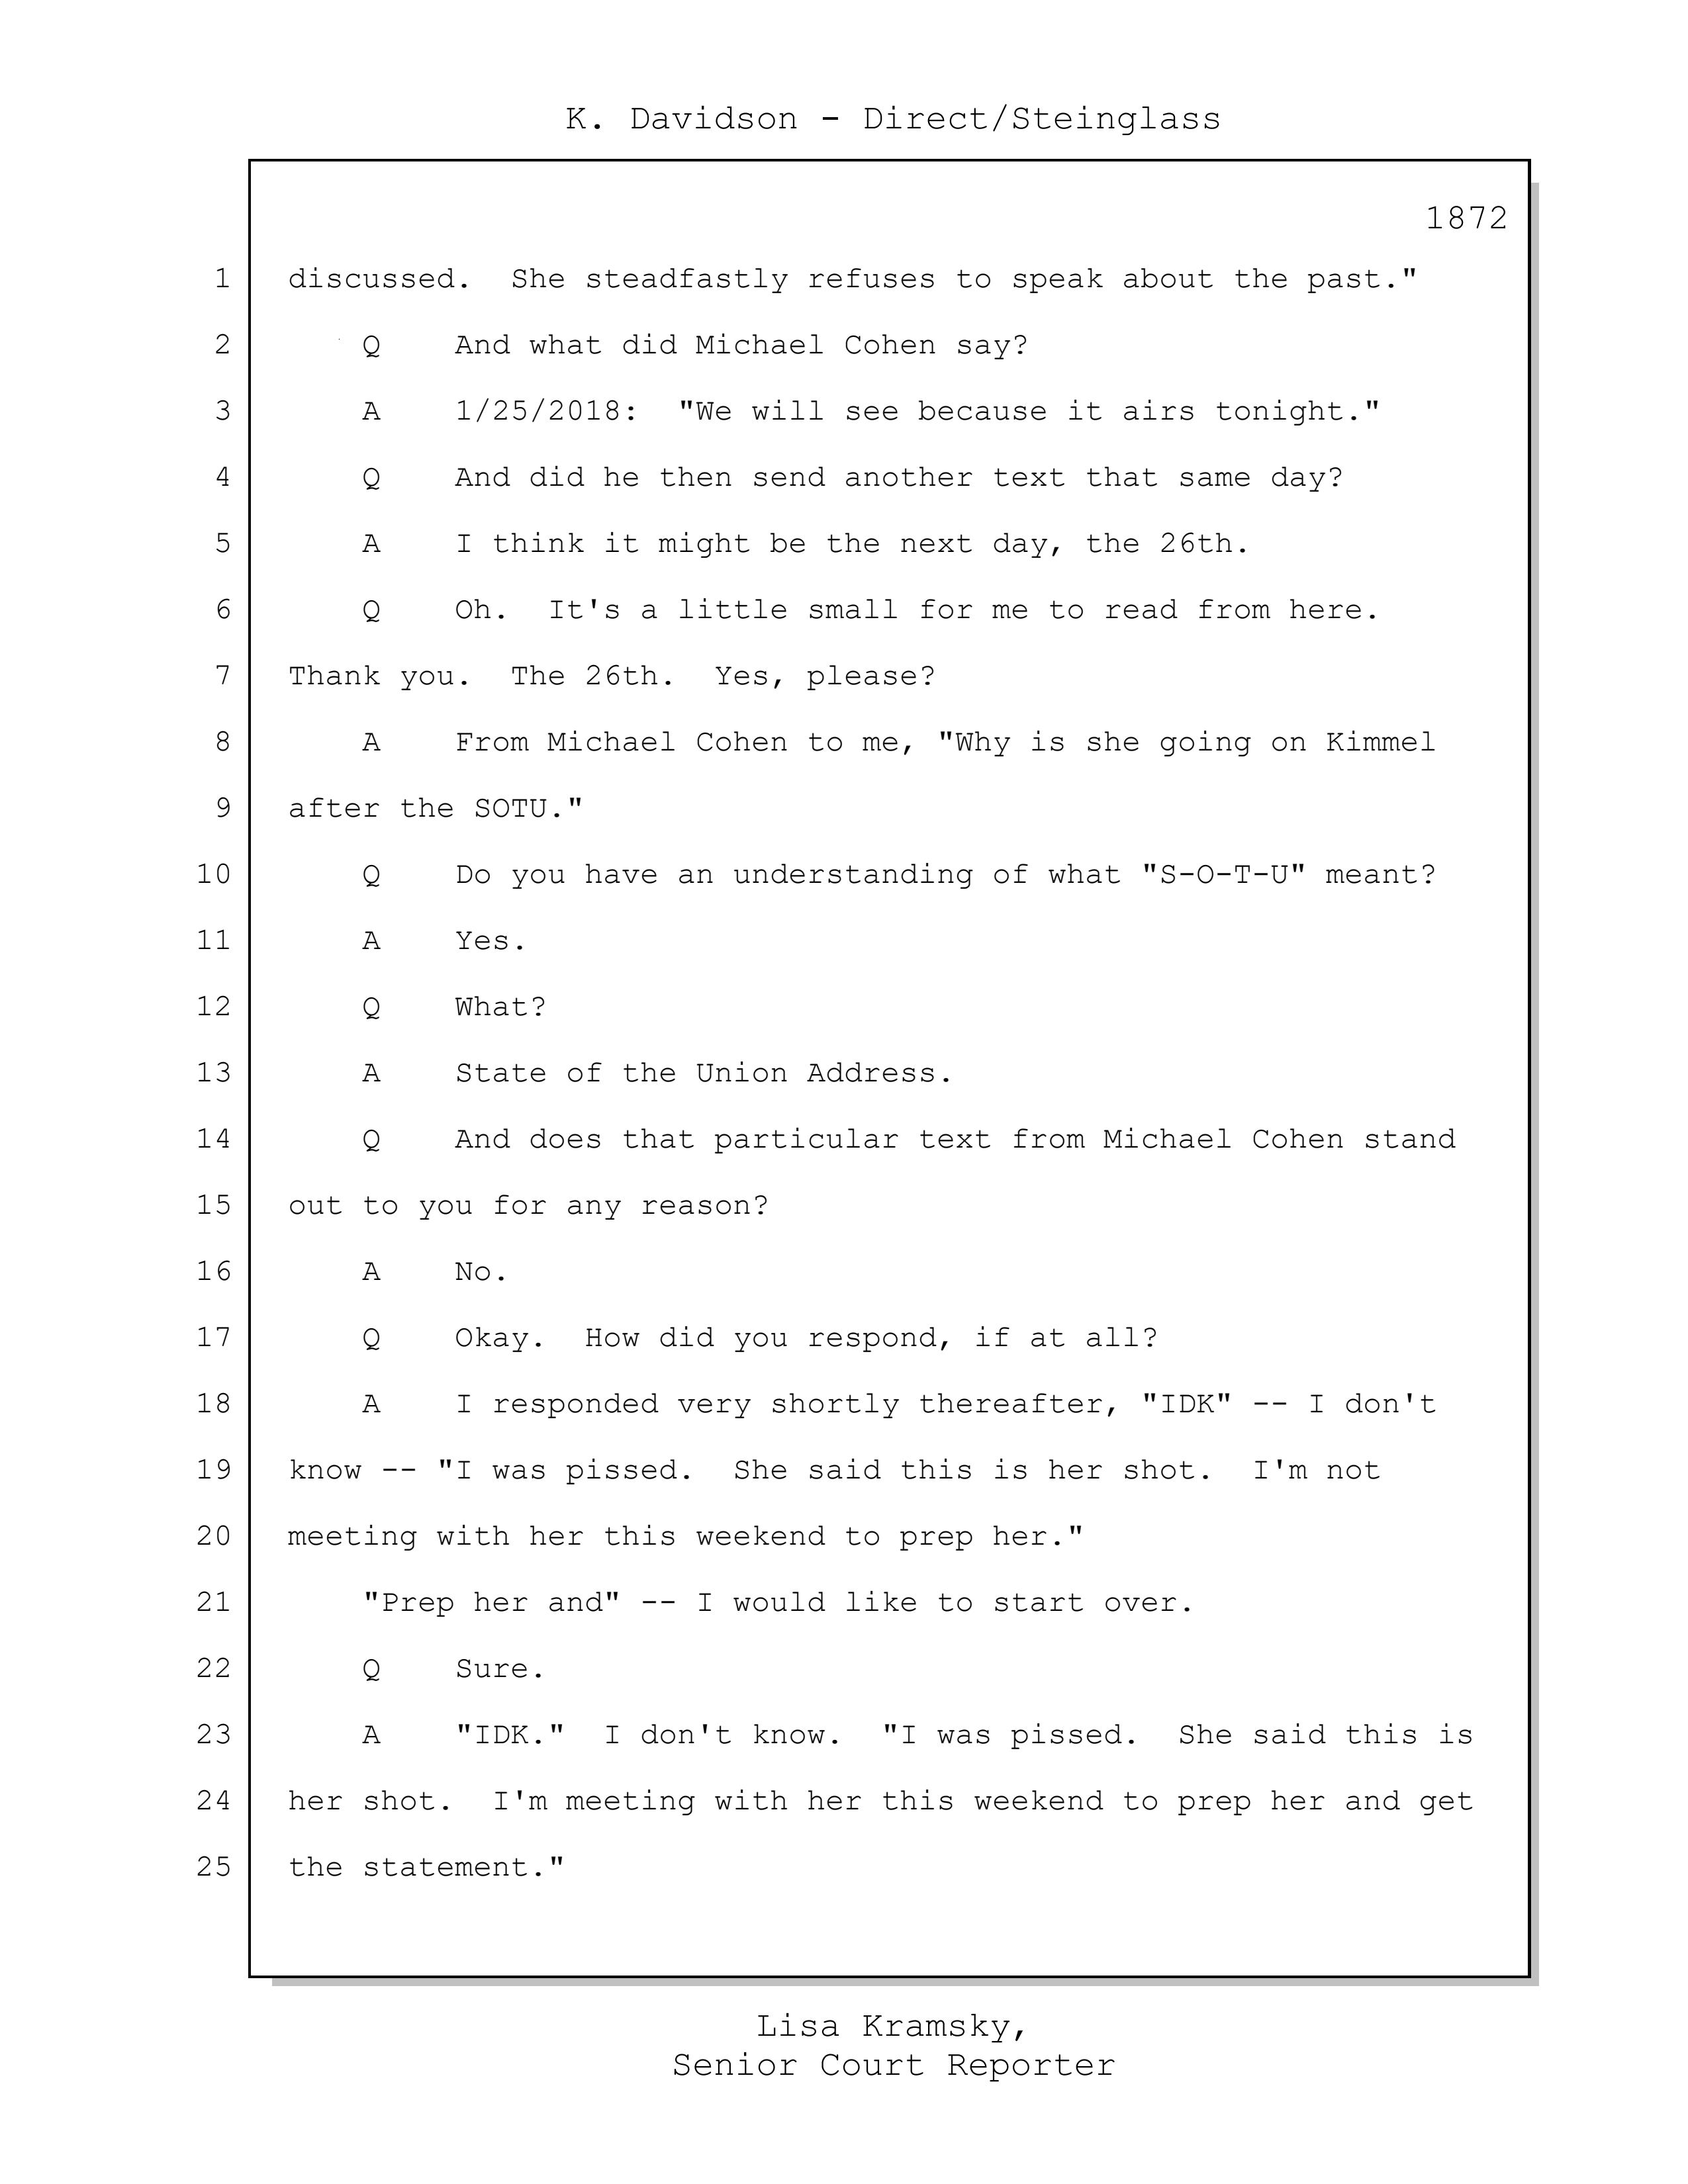 K. Davidson - Direct/Steinglass
1872
1 discussed.  She steadfastly refuses to speak about the past."
2 Q    And what did Michael Cohen say?
3 A    1/25/2018:  "We will see because it airs tonight."
4 Q    And did he then send another text that same day?
5 A    I think it might be the next day, the 26th.
6 Q    Oh.  It's a little small for me to read from here.
7 Thank you.  The 26th.  Yes, please?
8 A    From Michael Cohen to me, "Why is she going on Kimmel
9 after the SOTU."
10 Q    Do you have an understanding of what "S-O-T-U" meant?
11 A    Yes.
12 Q    What?
13 A    State of the Union Address.
14 Q    And does that particular text from Michael Cohen stand
15 out to you for any reason?
16 A    No.
17 Q    Okay.  How did you respond, if at all?
18 A    I responded very shortly thereafter, "IDK" -- I don't
19 know -- "I was pissed.  She said this is her shot.  I'm not
20 meeting with her this weekend to prep her."
21 "Prep her and" -- I would like to start over.
22 Q    Sure.
23 A    "IDK."  I don't know.  "I was pissed.  She said this is
24 her shot.  I'm meeting with her this weekend to prep her and get
25 the statement."
Lisa Kramsky,
Senior Court Reporter